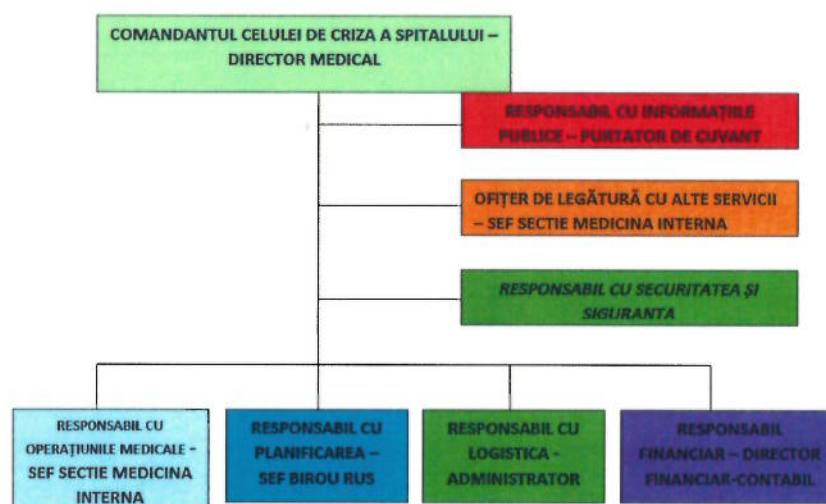 COMANDANTUL CELULEI DE CRIZA A SPITALULUI –
DIRECTOR MEDICAL
RESPONSABIL CU INFORMAȚIILE
PUBLICE – PURTATOR DE CUVANT
OFIȚER DE LEGĂTURĂ CU ALTE SERVICII
– SEF SECTIE MEDICINA INTERNA
RESPONSABIL CU SECURITATEA ȘI
SIGURANTA
RESPONSABIL CU
OPERAȚIUNILE MEDICALE -
SEF SECTIE MEDICINA
INTERNA
RESPONSABIL CU
PLANIFICAREA –
SEF BIROU RUS
RESPONSABIL CU
LOGISTICA -
ADMINISTRATOR
RESPONSABIL
FINANCIAR – DIRECTOR
FINANCIAR-CONTABIL